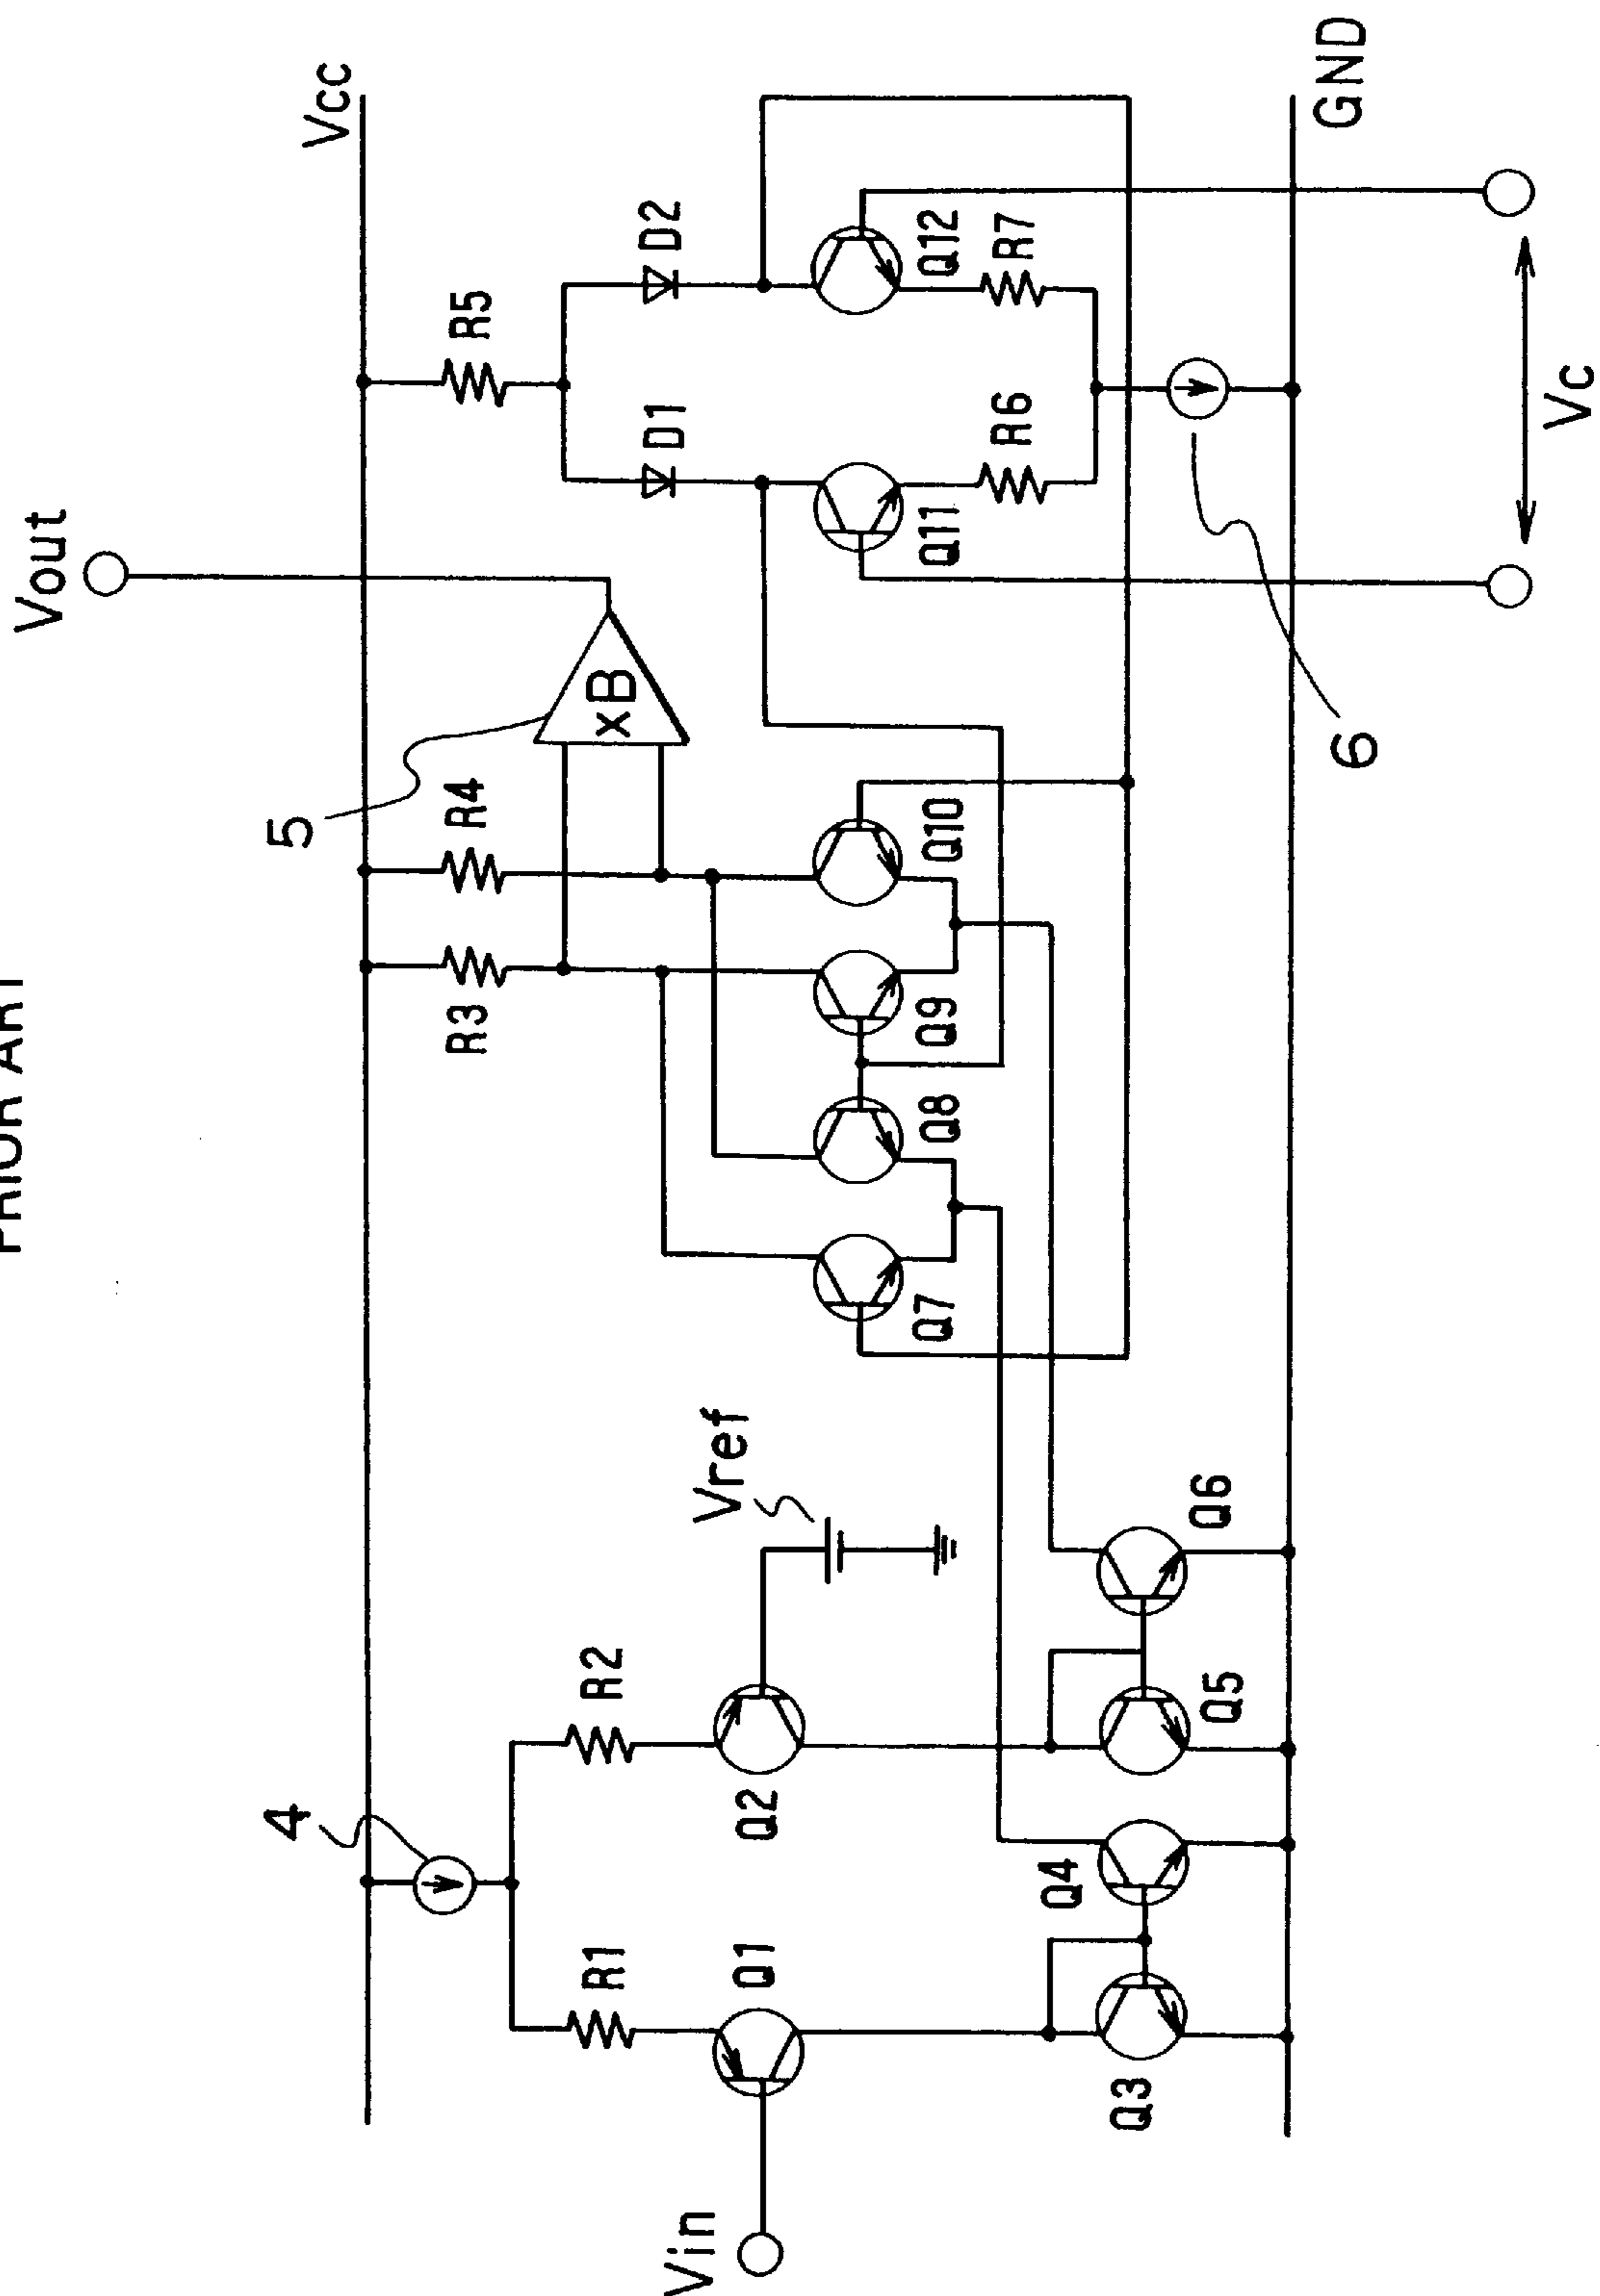 PRIOR ART
Vcc
Vout
4
5
R5
R1
R2
R3
R4
xB
D1
D2
Vin
Q1
Q2
Vref
Q7
Q8
Q9
Q10
Q11
Q12
R6
R7
Q3
Q4
Q5
Q6
6
GND
Vc